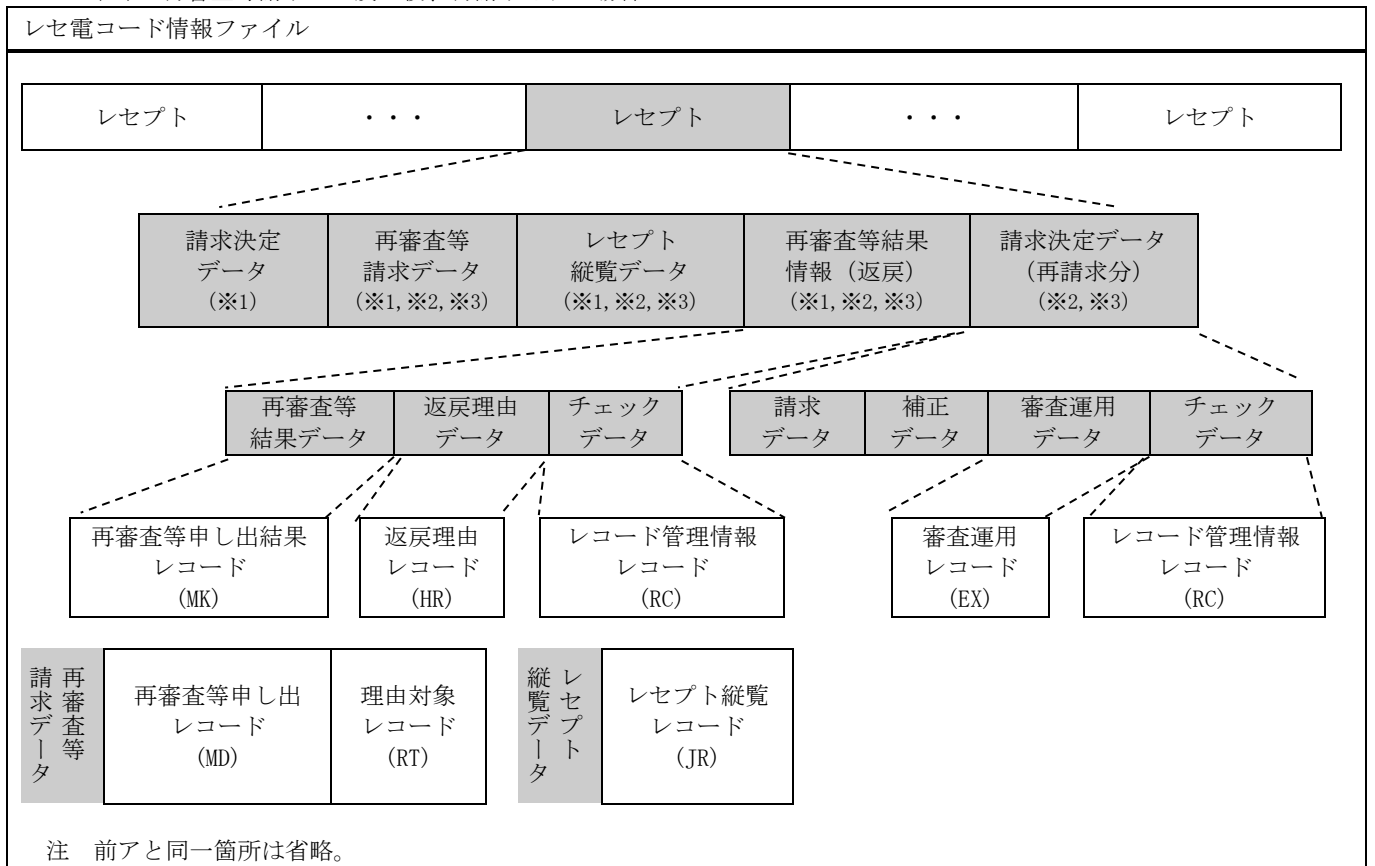 レセ電コード情報ファイル
レセプト
・・・
レセプト
・・・
レセプト
請求決定
データ
(※1)
再審査等
請求データ
(※1,※2,※3)
レセプト
縦覧データ
(※1,※2,※3)
再審査等結果
情報（返戻）
(※1,※2,※3)
請求決定データ
（再請求分）
(※2,※3)
再審査等
結果データ
返戻理由
データ
チェック
データ
請求
データ
補正
データ
審査運用
データ
チェック
データ
再審査等申し出結果
レコード
(MK)
返戻理由
レコード
(HR)
レコード管理情報
レコード
(RC)
審査運用
レコード
(EX)
レコード管理情報
レコード
(RC)
再審査等
請求データ
再審査等申し出
レコード
(MD)
理由対象
レコード
(RT)
レセプト
縦覧データ
レセプト縦覧
レコード
(JR)
注　前アと同一箇所は省略。